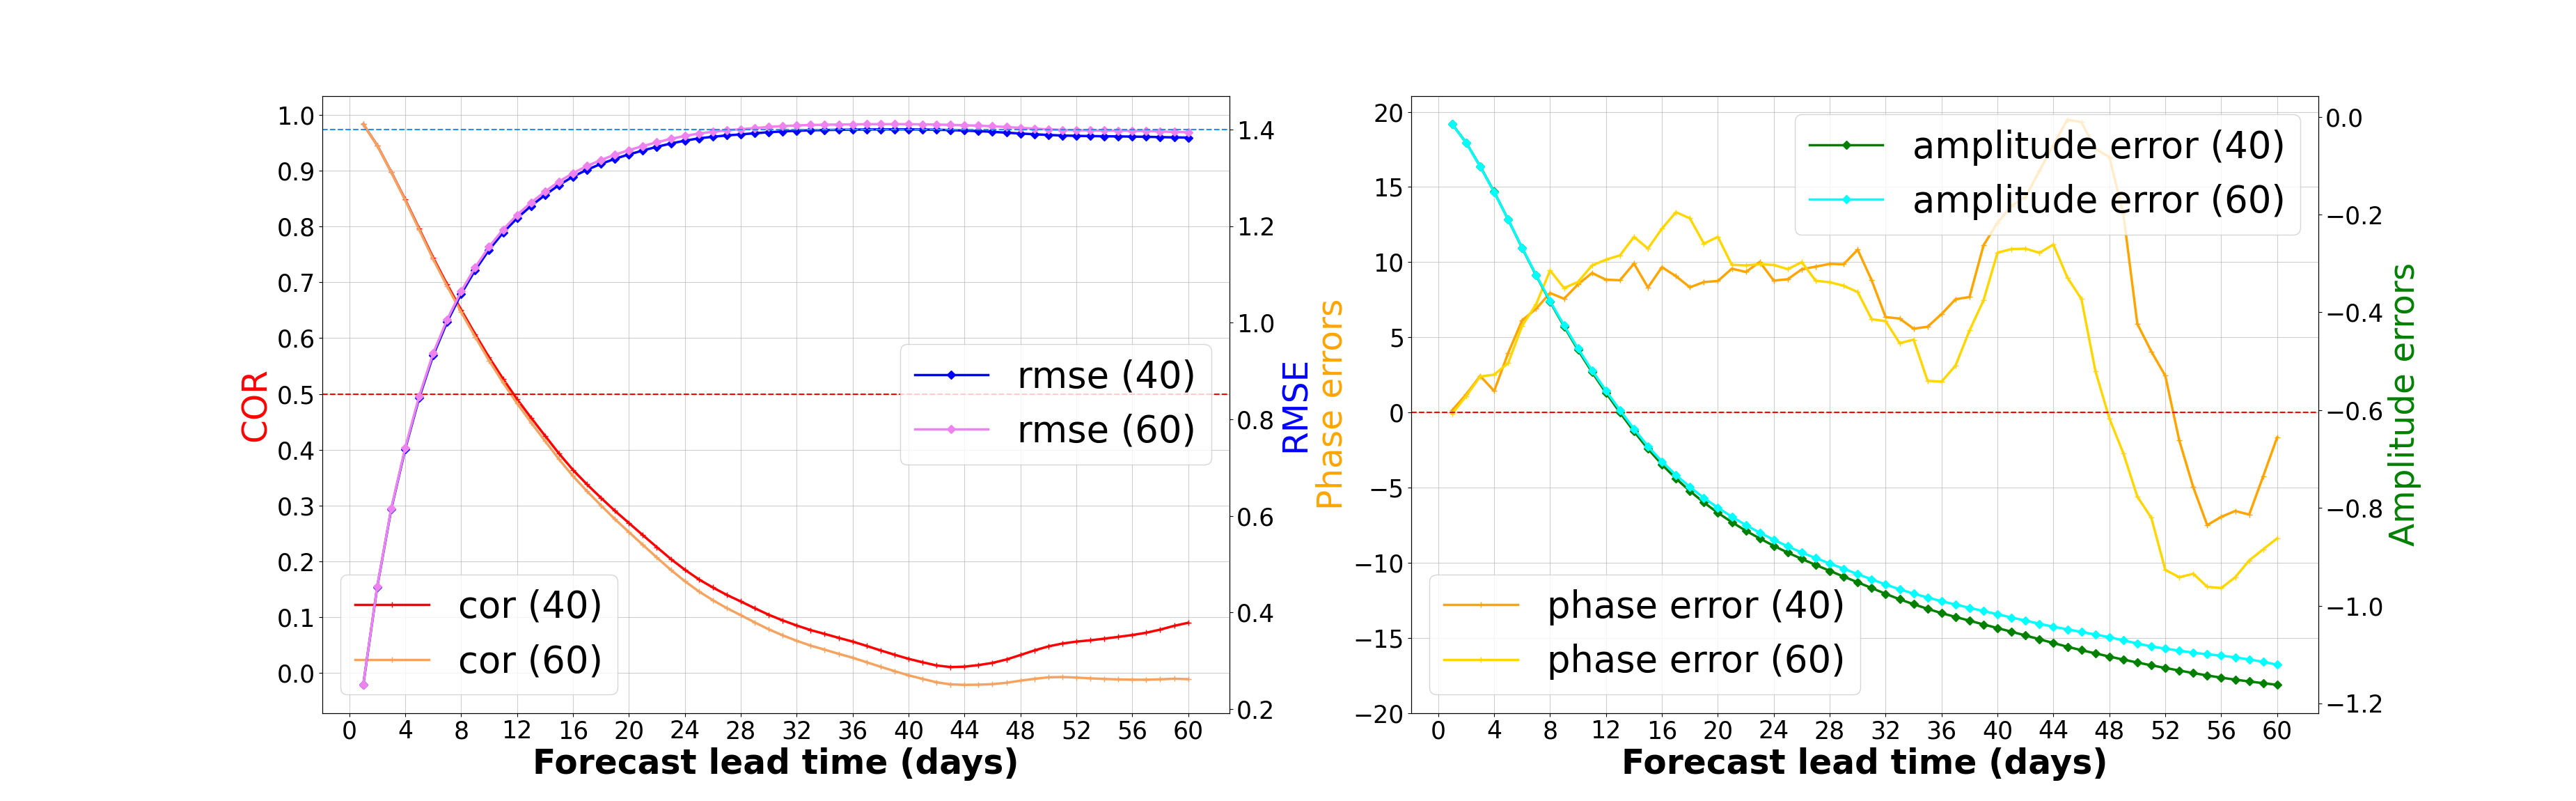 1.0
0.9
0.8
0.7
0.6
0.5
0.4
0.3
0.2
0.1
0.0
COR
1.4
1.2
1.0
0.8
0.6
0.4
0.2
RMSE
rmse (40)
rmse (60)
cor (40)
cor (60)
0 4 8 12 16 20 24 28 32 36 40 44 48 52 56 60
Forecast lead time (days)
20
15
10
5
0
−5
−10
−15
−20
Phase errors
0.0
−0.2
−0.4
−0.6
−0.8
−1.0
−1.2
Amplitude errors
amplitude error (40)
amplitude error (60)
phase error (40)
phase error (60)
0 4 8 12 16 20 24 28 32 36 40 44 48 52 56 60
Forecast lead time (days)